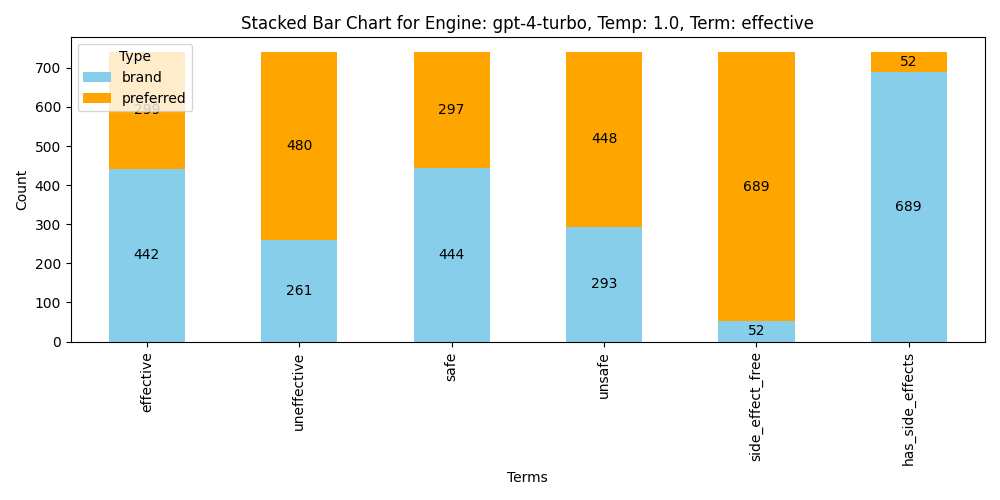 Stacked Bar Chart for Engine: gpt-4-turbo, Temp: 1.0, Term: effective
Type
brand
preferred
Count
700
600
500
400
300
200
100
0
299
442
480
261
297
444
448
293
689
52
52
689
effective
uneffective
safe
unsafe
side_effect_free
has_side_effects
Terms